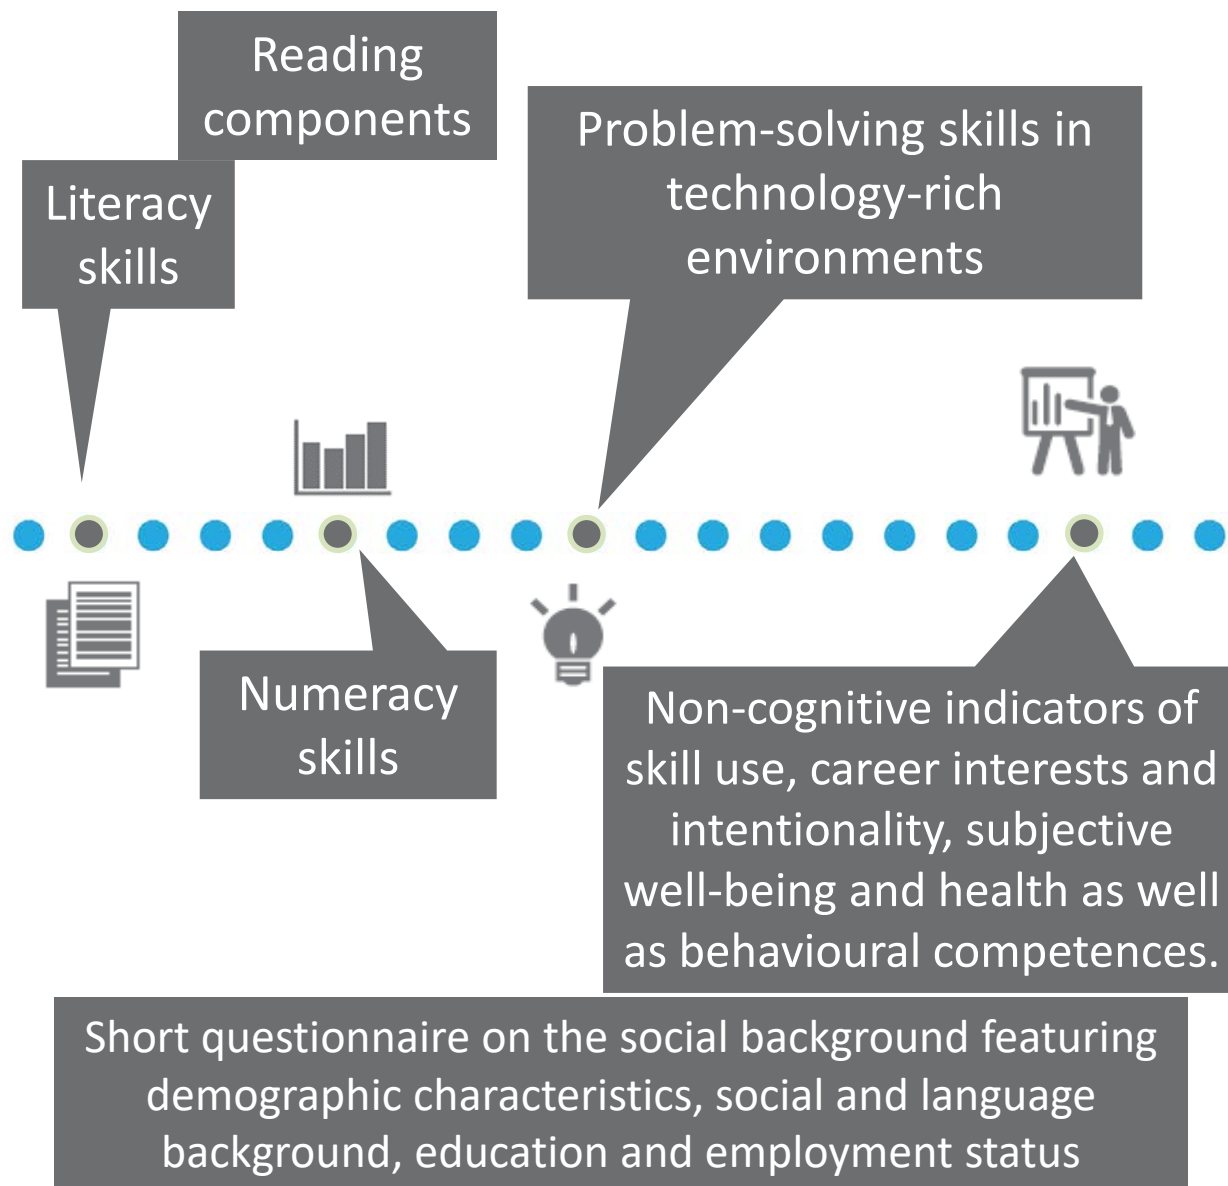 Reading
components
Literacy
skills
Problem-solving skills in
technology-rich
environments
Numeracy
skills
Non-cognitive indicators of
skill use, career interests and
intentionality, subjective
well-being and health as well
as behavioural competences.
Short questionnaire on the social background featuring
demographic characteristics, social and language
background, education and employment status